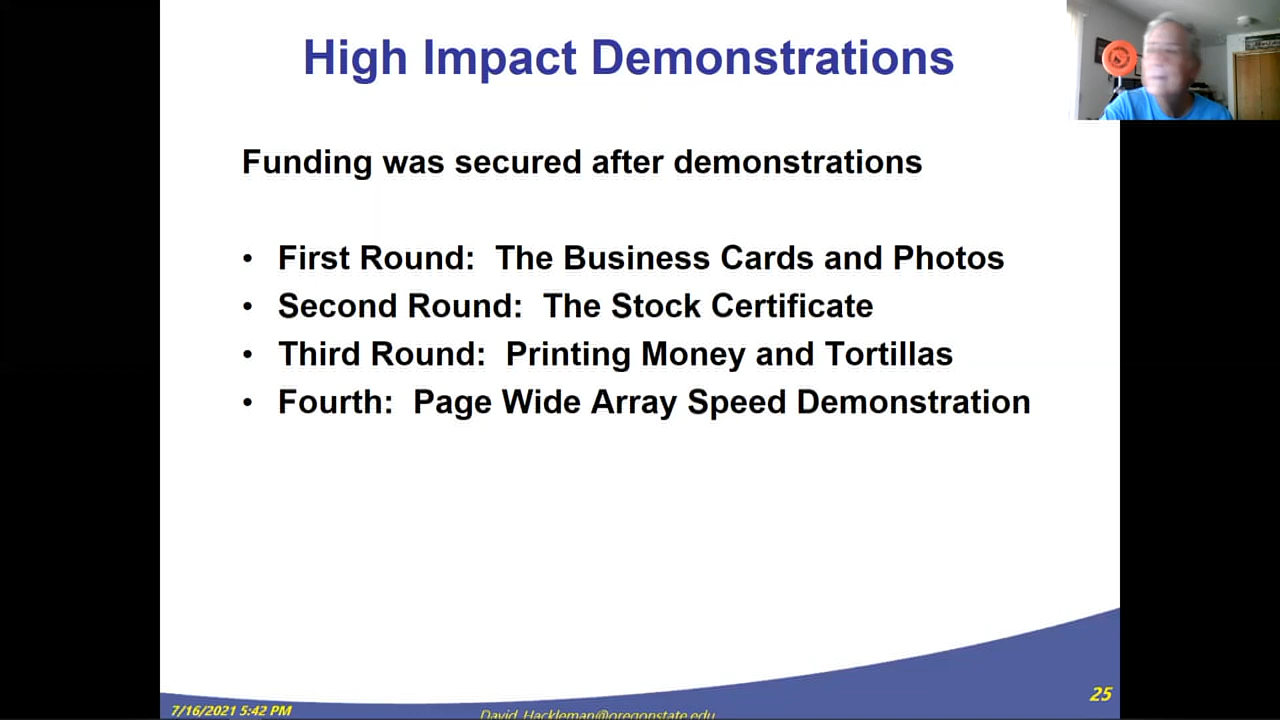 High Impact Demonstrations
Funding was secured after demonstrations
• First Round: The Business Cards and Photos
• Second Round: The Stock Certificate
• Third Round: Printing Money and Tortillas
• Fourth: Page Wide Array Speed Demonstration
25
7/16/2021 5:42 PM
David_Hackleman@oregonstate.edu